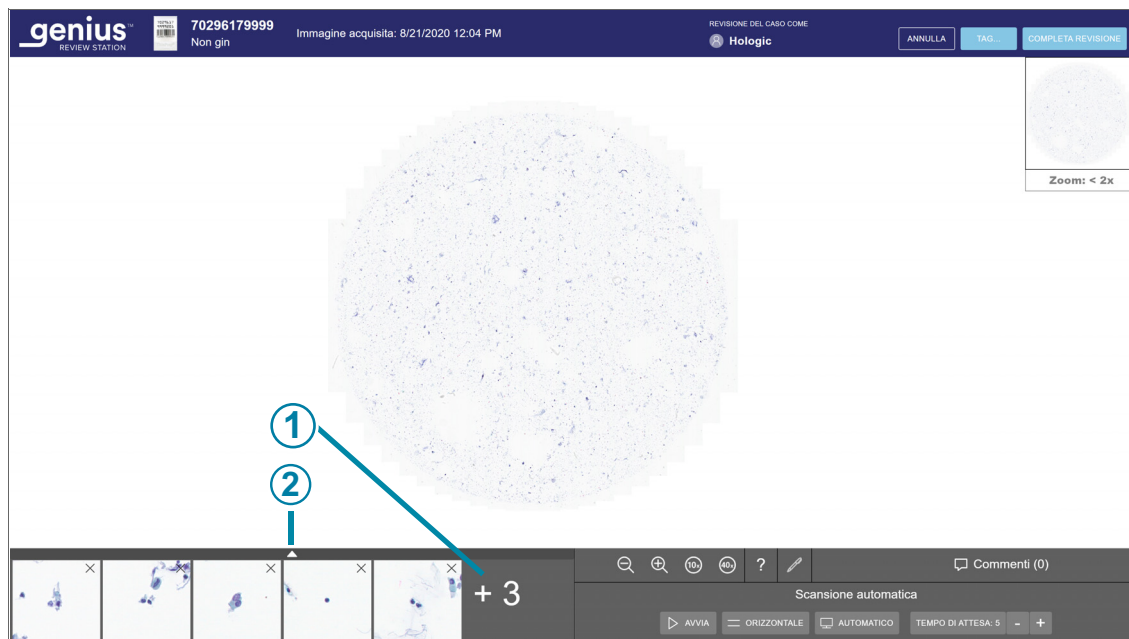 genius™
REVIEW STATION
70296179999
Non gin
Immagine acquisita: 8/21/2020 12:04 PM
REVISIONE DEL CASO COME
Hologic
ANNULLA
TAG...
COMPLETA REVISIONE
Zoom: < 2x
1
2
+ 3
10x
40x
?
Commenti (0)
Scansione automatica
AVVIA
ORIZZONTALE
AUTOMATICO
TEMPO DI ATTESA: 5
- +